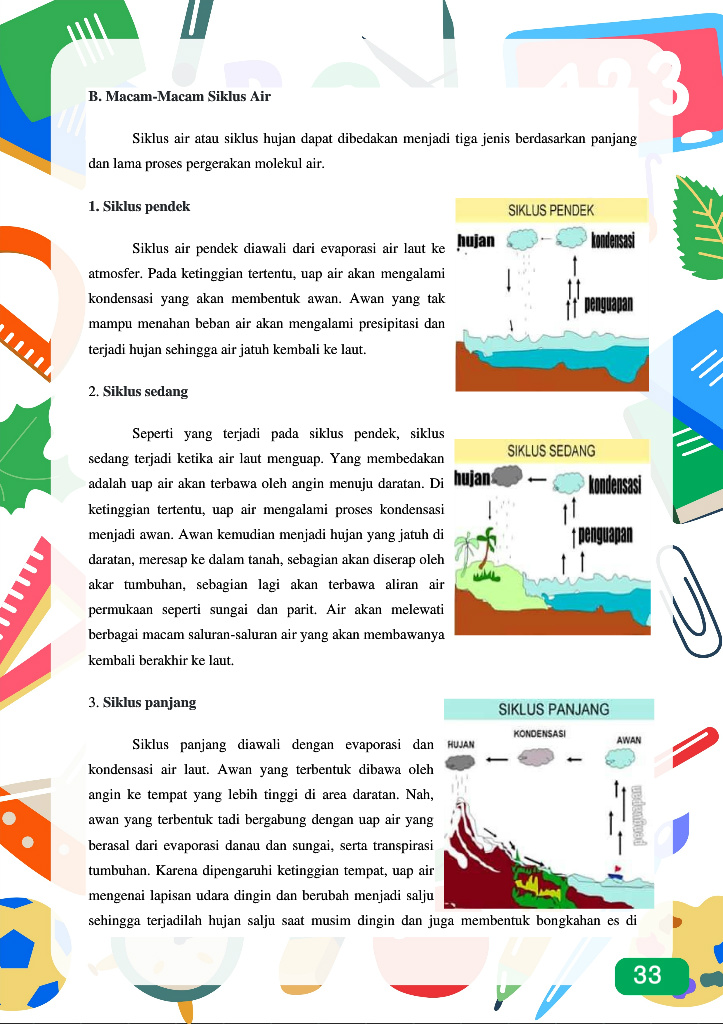 123
B. Macam-Macam Siklus Air
Siklus air atau siklus hujan dapat dibedakan menjadi tiga jenis berdasarkan panjang
dan lama proses pergerakan molekul air.
1. Siklus pendek
Siklus air pendek diawali dari evaporasi air laut ke
atmosfer. Pada ketinggian tertentu, uap air akan mengalami
kondensasi yang akan membentuk awan. Awan yang tak
mampu menahan beban air akan mengalami presipitasi dan
terjadi hujan sehingga air jatuh kembali ke laut.
SIKLUS PENDEK
hujan
kondensasi
penguapan
2. Siklus sedang
Seperti yang terjadi pada siklus pendek, siklus
sedang terjadi ketika air laut menguap. Yang membedakan
adalah uap air akan terbawa oleh angin menuju daratan. Di
ketinggian tertentu, uap air mengalami proses kondensasi
menjadi awan. Awan kemudian menjadi hujan yang jatuh di
daratan, meresap ke dalam tanah, sebagian akan diserap oleh
akar tumbuhan, sebagian lagi akan terbawa aliran air
permukaan seperti sungai dan parit. Air akan melewati
berbagai macam saluran-saluran air yang akan membawanya
kembali berakhir ke laut.
SIKLUS SEDANG
hujan
kondensasi
penguapan
3. Siklus panjang
Siklus panjang diawali dengan evaporasi dan
kondensasi air laut. Awan yang terbentuk dibawa oleh
angin ke tempat yang lebih tinggi di area daratan. Nah,
awan yang terbentuk tadi bergabung dengan uap air yang
berasal dari evaporasi danau dan sungai, serta transpirasi
tumbuhan. Karena dipengaruhi ketinggian tempat, uap air
mengenai lapisan udara dingin dan berubah menjadi salju
sehingga terjadilah hujan salju saat musim dingin dan juga membentuk bongkahan es di
SIKLUS PANJANG
HUJAN
KONDENSASI
AWAN
penguapan
33